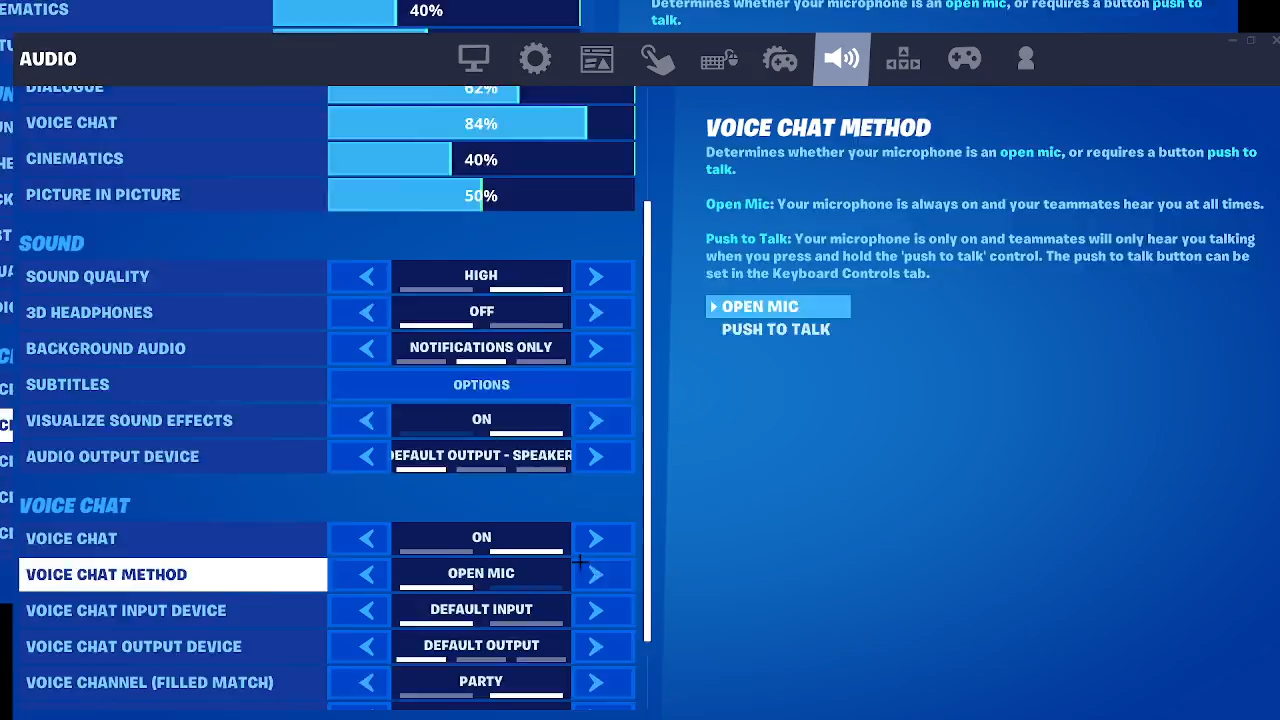 EMATICS
40%
Determines whether your microphone is an open mic, or requires a button push to
talk.
AUDIO
DIALOGUE
62%
VOICE CHAT
84%
CINEMATICS
40%
PICTURE IN PICTURE
50%
SOUND
SOUND QUALITY
HIGH
3D HEADPHONES
OFF
BACKGROUND AUDIO
NOTIFICATIONS ONLY
SUBTITLES
OPTIONS
VISUALIZE SOUND EFFECTS
ON
AUDIO OUTPUT DEVICE
DEFAULT OUTPUT - SPEAKER
VOICE CHAT
VOICE CHAT
ON
VOICE CHAT METHOD
OPEN MIC
VOICE CHAT INPUT DEVICE
DEFAULT INPUT
VOICE CHAT OUTPUT DEVICE
DEFAULT OUTPUT
VOICE CHANNEL (FILLED MATCH)
PARTY
VOICE CHAT METHOD
Determines whether your microphone is an open mic, or requires a button push to
talk.
Open Mic: Your microphone is always on and your teammates hear you at all times.
Push to Talk: Your microphone is only on and teammates will only hear you talking
when you press and hold the 'push to talk' control. The push to talk button can be
set in the Keyboard Controls tab.
OPEN MIC
PUSH TO TALK